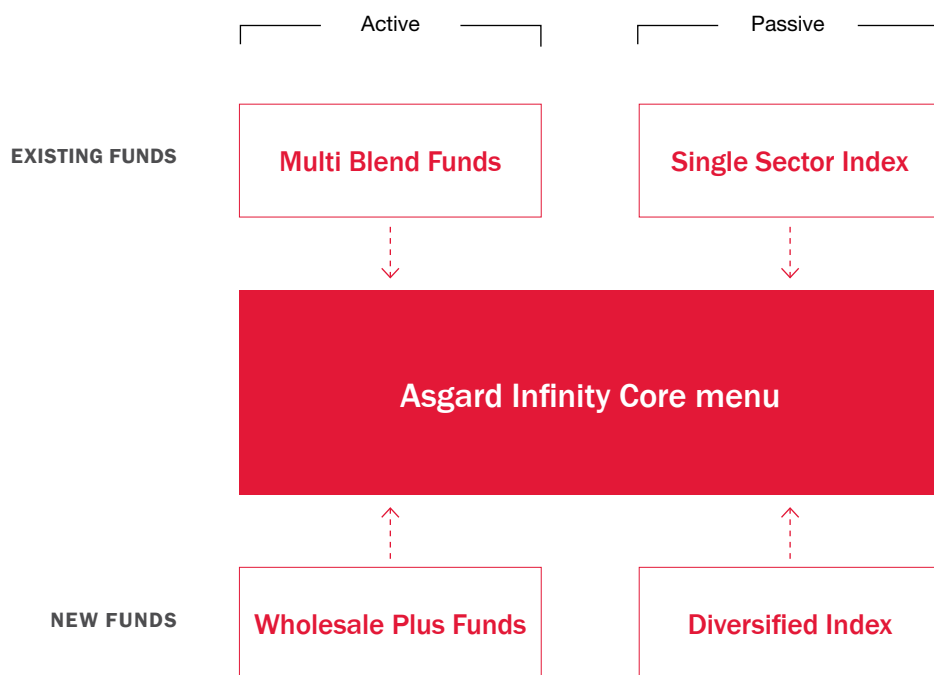 Active
Passive
EXISTING FUNDS
Multi Blend Funds
Single Sector Index
Asgard Infinity Core menu
NEW FUNDS
Wholesale Plus Funds
Diversified Index